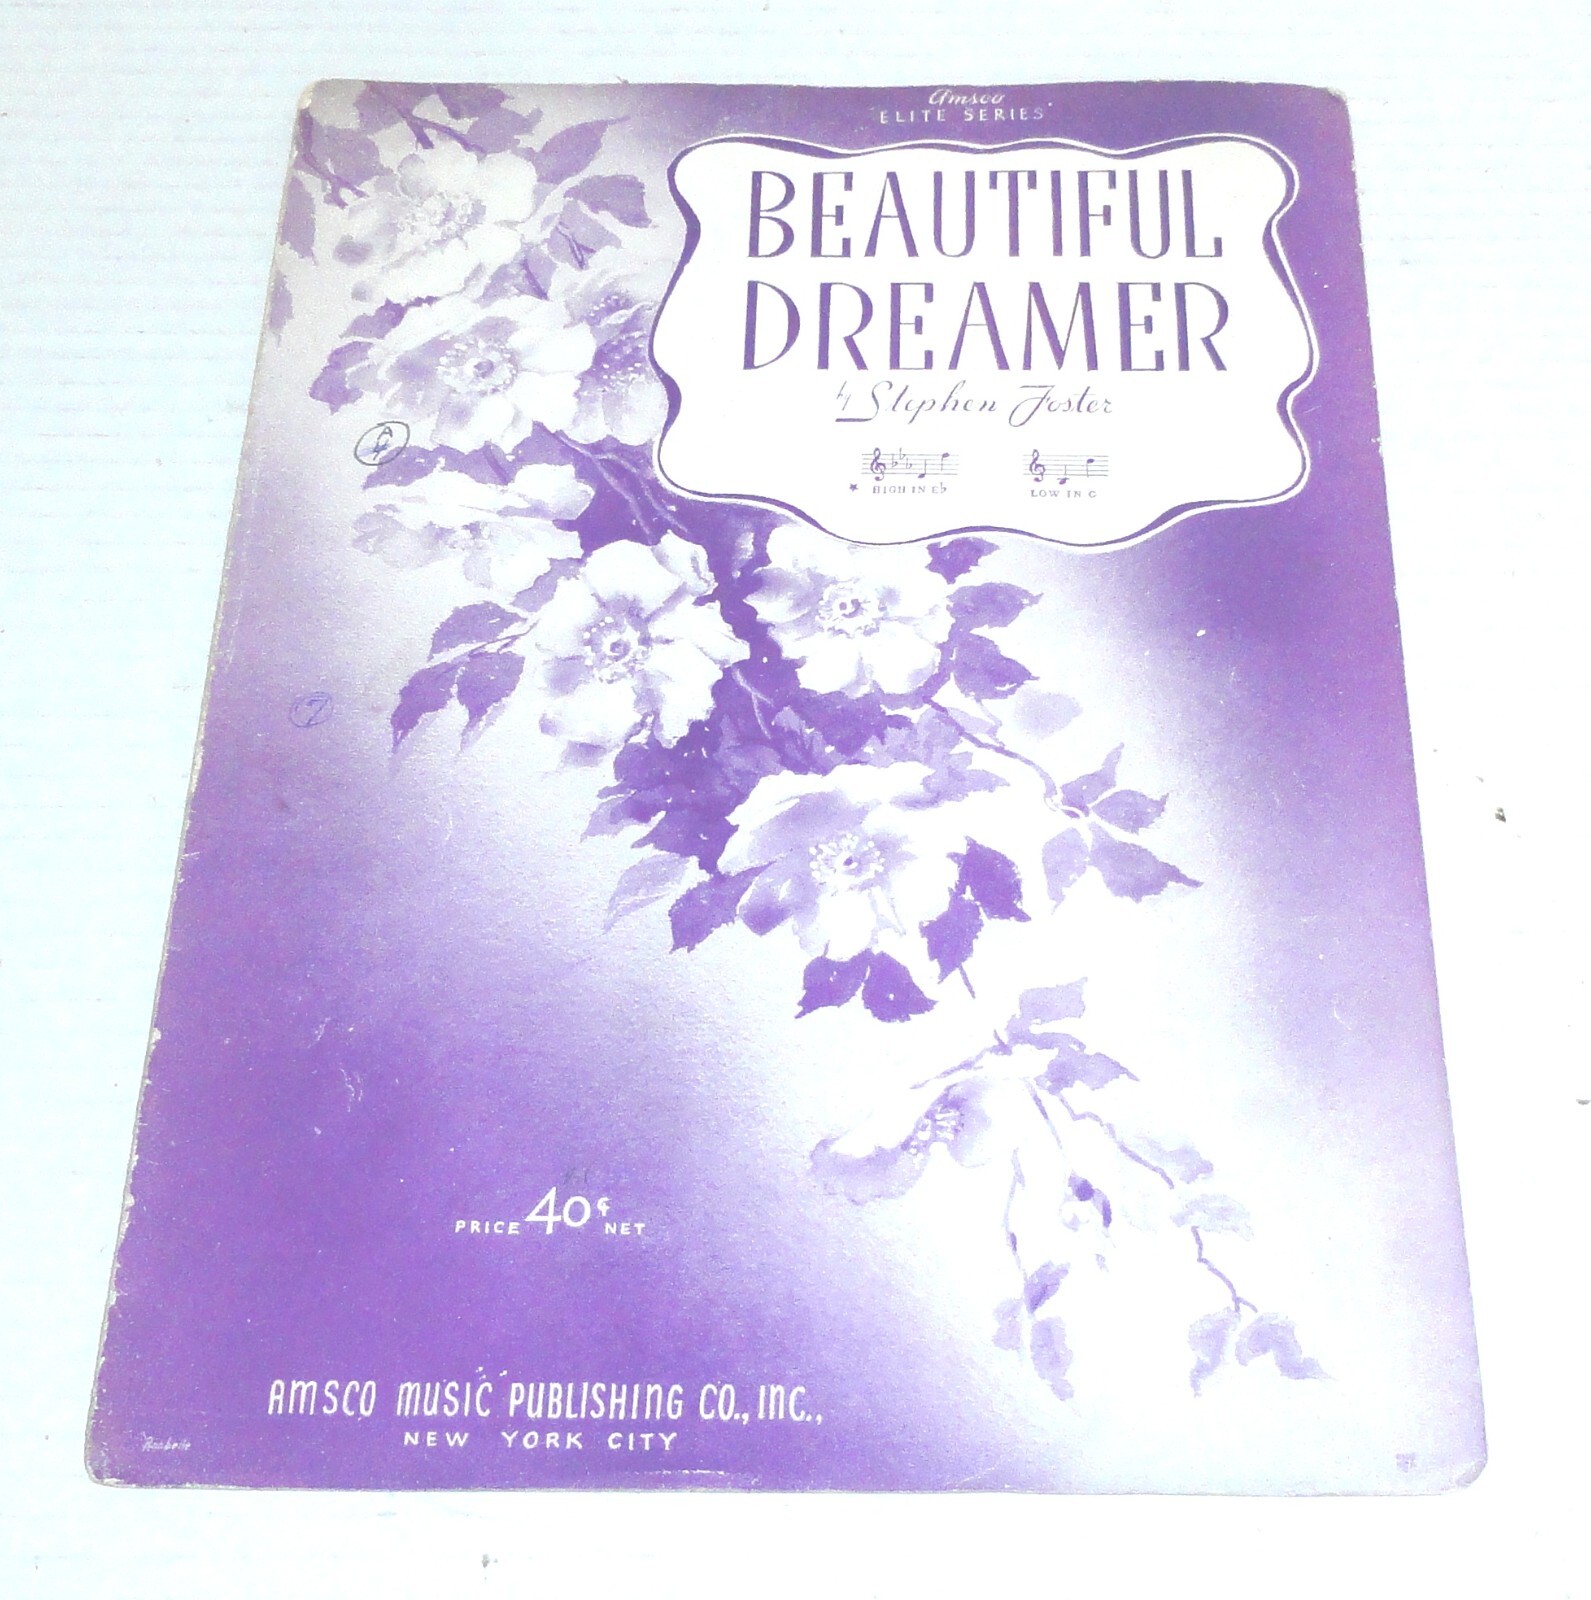 Amsco
"ELITE SERIES"
BEAUTIFUL
DREAMER
by Stephen Foster
★ HIGH IN E♭
LOW IN C
A
7
PRICE 40¢ NET
AMSCO MUSIC PUBLISHING CO., INC.,
NEW YORK CITY